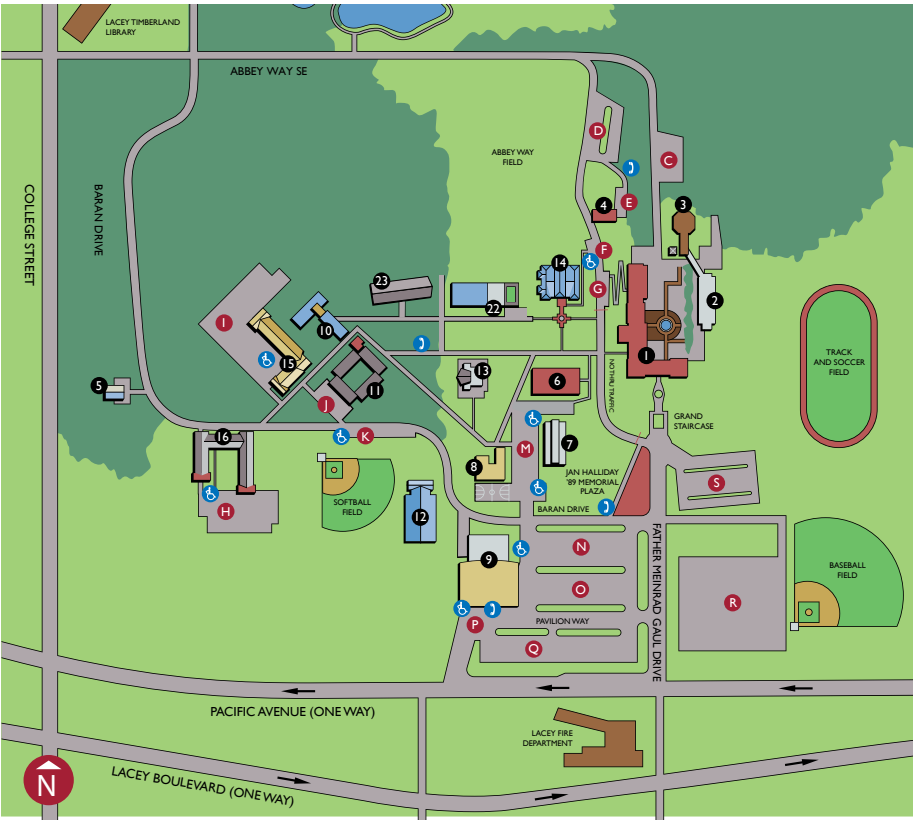 LACEY TIMBERLAND
LIBRARY
ABBEY WAY SE
D
ABBEY WAY
FIELD
C
COLLEGE STREET
BARAN DRIVE
E
4
3
F
14
23
G
22
2
I
10
1
15
11
13
6
TRACK
AND SOCCER
FIELD
5
NO THRU TRAFFIC
J
GRAND
STAIRCASE
16
K
M
7
8
JAN HALLIDAY
'89 MEMORIAL
PLAZA
S
H
SOFTBALL
FIELD
12
BARAN DRIVE
N
9
FATHER MEINRAD GAUL DRIVE
BASEBALL
FIELD
O
R
P
PAVILION WAY
Q
PACIFIC AVENUE (ONE WAY)
LACEY FIRE
DEPARTMENT
LACEY BOULEVARD (ONE WAY)
N